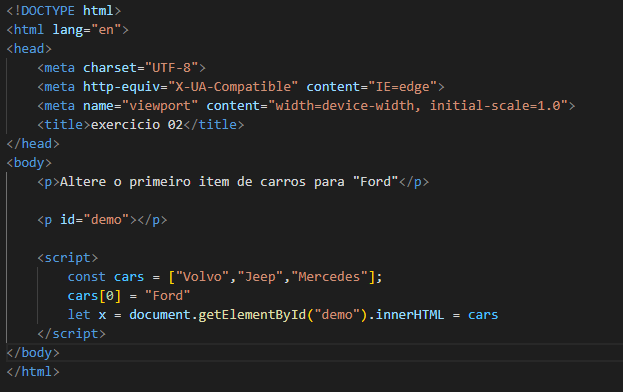 <!DOCTYPE html>
<html lang="en">
<head>
    <meta charset="UTF-8">
    <meta http-equiv="X-UA-Compatible" content="IE=edge">
    <meta name="viewport" content="width=device-width, initial-scale=1.0">
    <title>exercicio 02</title>
</head>
<body>
    <p>Altere o primeiro item de carros para "Ford"</p>

    <p id="demo"></p>

    <script>
        const cars = ["Volvo","Jeep","Mercedes"];
        cars[0] = "Ford"
        let x = document.getElementById("demo").innerHTML = cars
    </script>
</body>
</html>